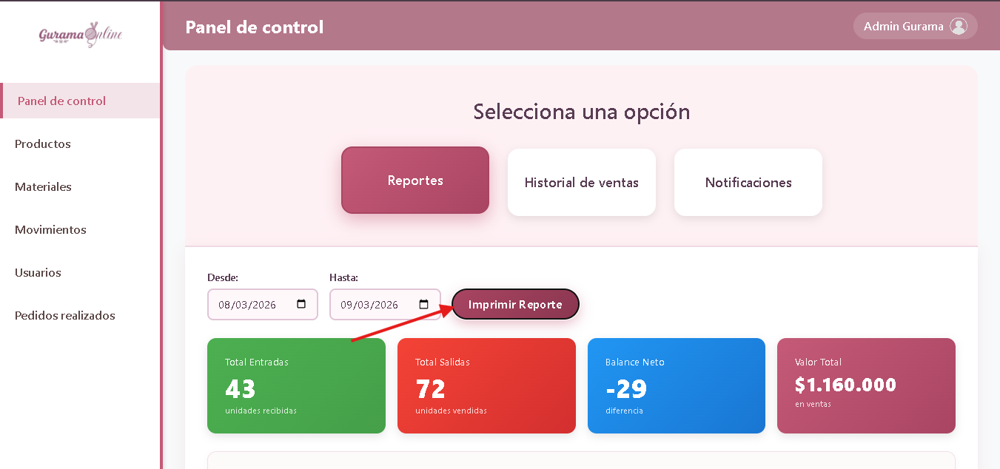 Gurama Online
Panel de control
Admin Gurama
Panel de control
Productos
Materiales
Movimientos
Usuarios
Pedidos realizados
Selecciona una opción
Reportes
Historial de ventas
Notificaciones
Desde:
Hasta:
08/03/2026
09/03/2026
Imprimir Reporte
Total Entradas
43
unidades recibidas
Total Salidas
72
unidades vendidas
Balance Neto
-29
diferencia
Valor Total
$1.160.000
en ventas